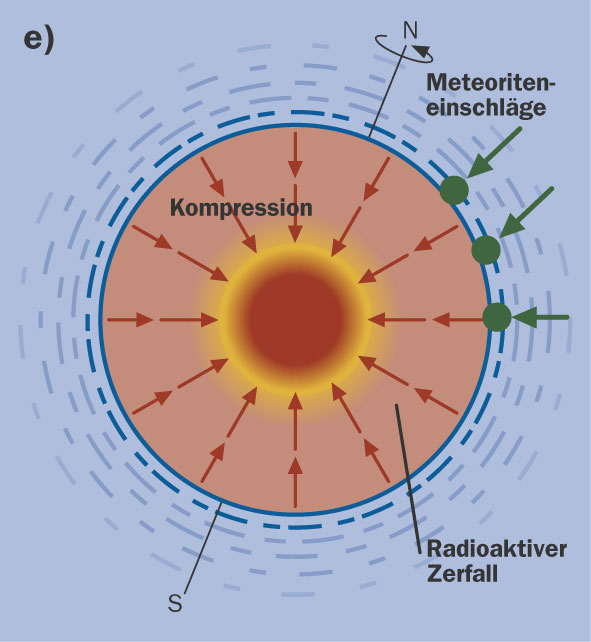 e)
N
Meteoriten-
einschläge
Kompression
Radioaktiver
Zerfall
S